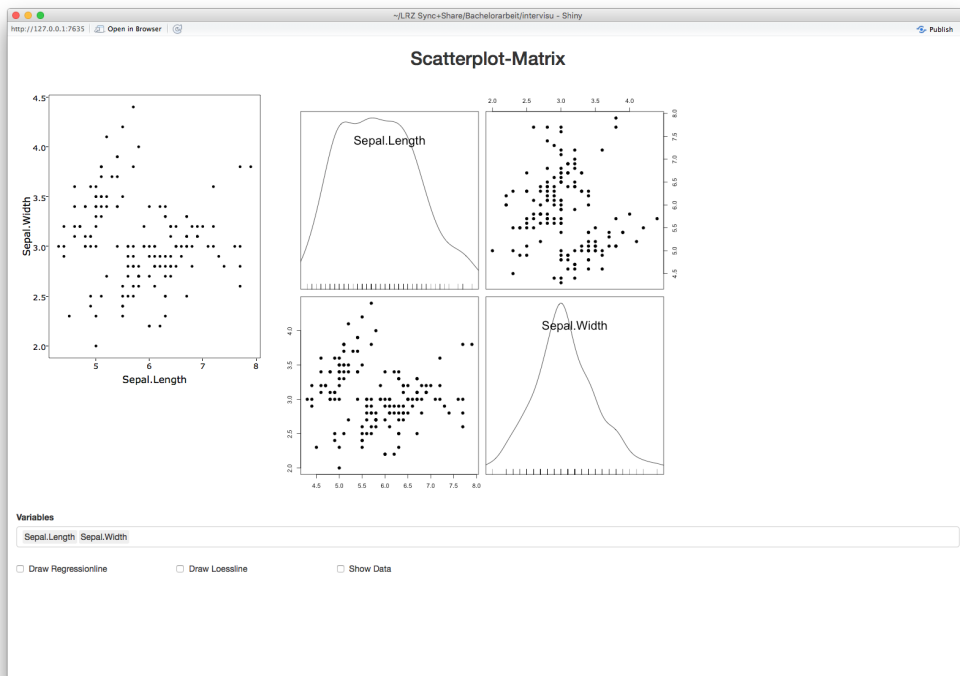 ~/LRZ Sync+Share/Bachelorarbeit/intervisu - Shiny
http://127.0.0.1:7635 Open in Browser Publish
Scatterplot-Matrix
4.5
4.0
3.5
3.0
2.5
2.0
Sepal.Width
5 6 7 8
Sepal.Length
2.0 2.5 3.0 3.5 4.0
Sepal.Length
8.0
7.5
7.0
6.5
6.0
5.5
5.0
4.5
4.0
3.5
3.0
2.5
2.0
Sepal.Width
4.5 5.0 5.5 6.0 6.5 7.0 7.5 8.0
Variables
Sepal.Length Sepal.Width
Draw Regressionline Draw Loessline Show Data